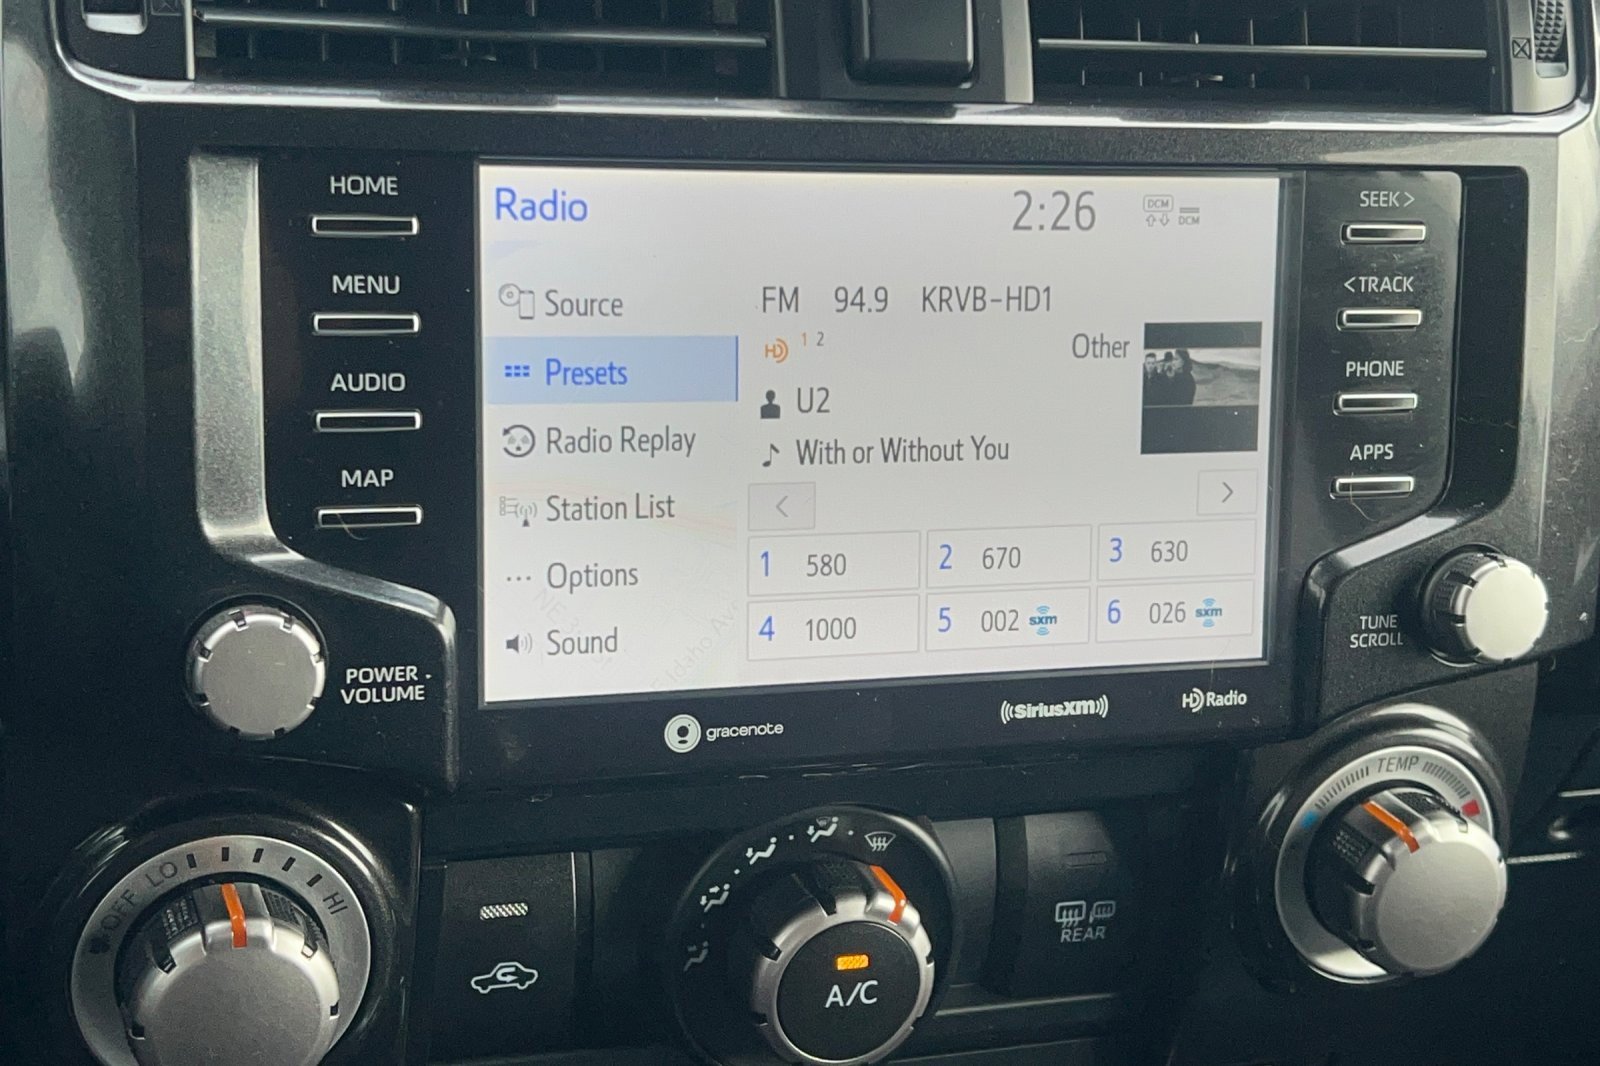 HOME
MENU
AUDIO
MAP
POWER
VOLUME
Radio
2:26
DCM
DCM
Source
Presets
Radio Replay
Station List
Options
Sound
FM 94.9 KRVB-HD1
HD 1 2
Other
U2
With or Without You
<
>
1 580
2 670
3 630
4 1000
5 002 sxm
6 026 sxm
gracenote
((SiriusXM))
HD Radio
SEEK >
< TRACK
PHONE
APPS
TUNE
SCROLL
OFF LO HI
A/C
REAR
TEMP